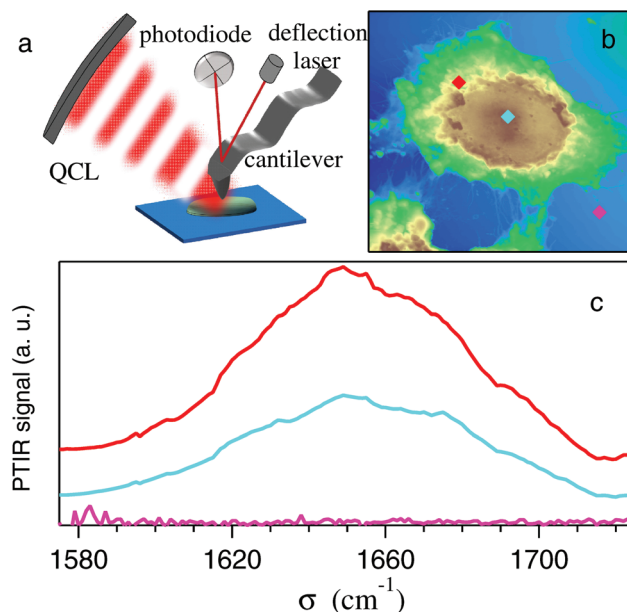 a
photodiode
deflection
laser
cantilever
QCL
b
c
PTIR signal (a. u.)
1580
1620
1660
1700
σ (cm⁻¹)